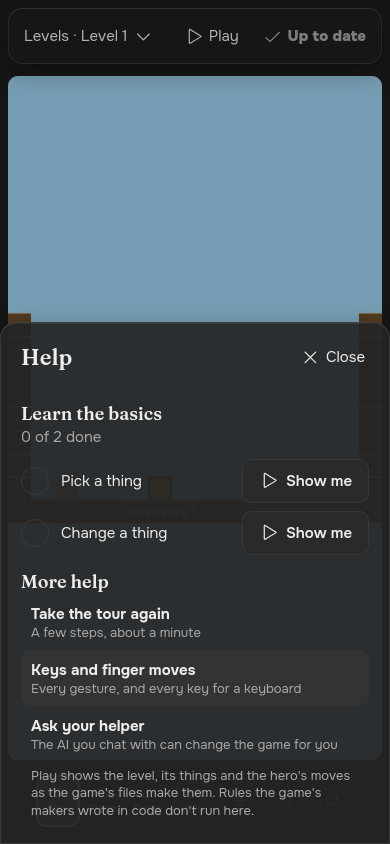 Levels · Level 1
Play
Up to date
Help
Close
Learn the basics
0 of 2 done
Pick a thing
Show me
Change a thing
Show me
More help
Take the tour again
A few steps, about a minute
Keys and finger moves
Every gesture, and every key for a keyboard
Ask your helper
The AI you chat with can change the game for you
Play shows the level, its things and the hero's moves
as the game's files make them. Rules the game's
makers wrote in code don't run here.